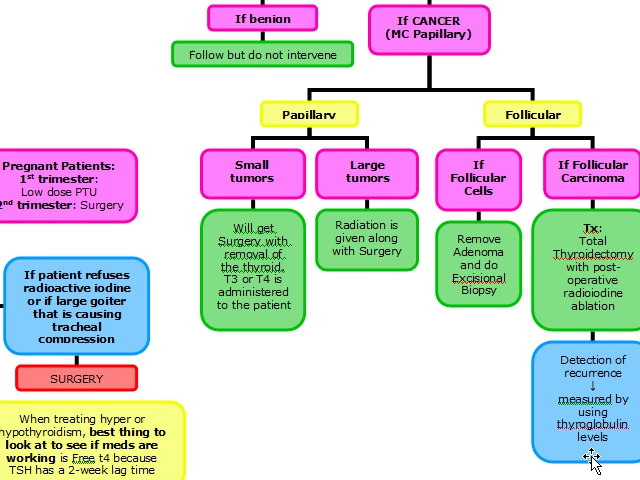 If benign
Follow but do not intervene
If CANCER
(MC Papillary)
Papillary
Follicular
Small
tumors
Large
tumors
If
Follicular
Cells
If Follicular
Carcinoma
Will get
Surgery with
removal of
the thyroid.
T3 or T4 is
administered
to the patient
Radiation is
given along
with Surgery
Remove
Adenoma
and do
Excisional
Biopsy
Tx:
Total
Thyroidectomy
with post-
operative
radioiodine
ablation
Detection of
recurrence
↓
measured by
using
thyroglobulin
levels
Pregnant Patients:
1st trimester:
Low dose PTU
2nd trimester: Surgery
If patient refuses
radioactive iodine
or if large goiter
that is causing
tracheal
compression
SURGERY
When treating hyper or
hypothyroidism, best thing to
look at to see if meds are
working is Free t4 because
TSH has a 2-week lag time